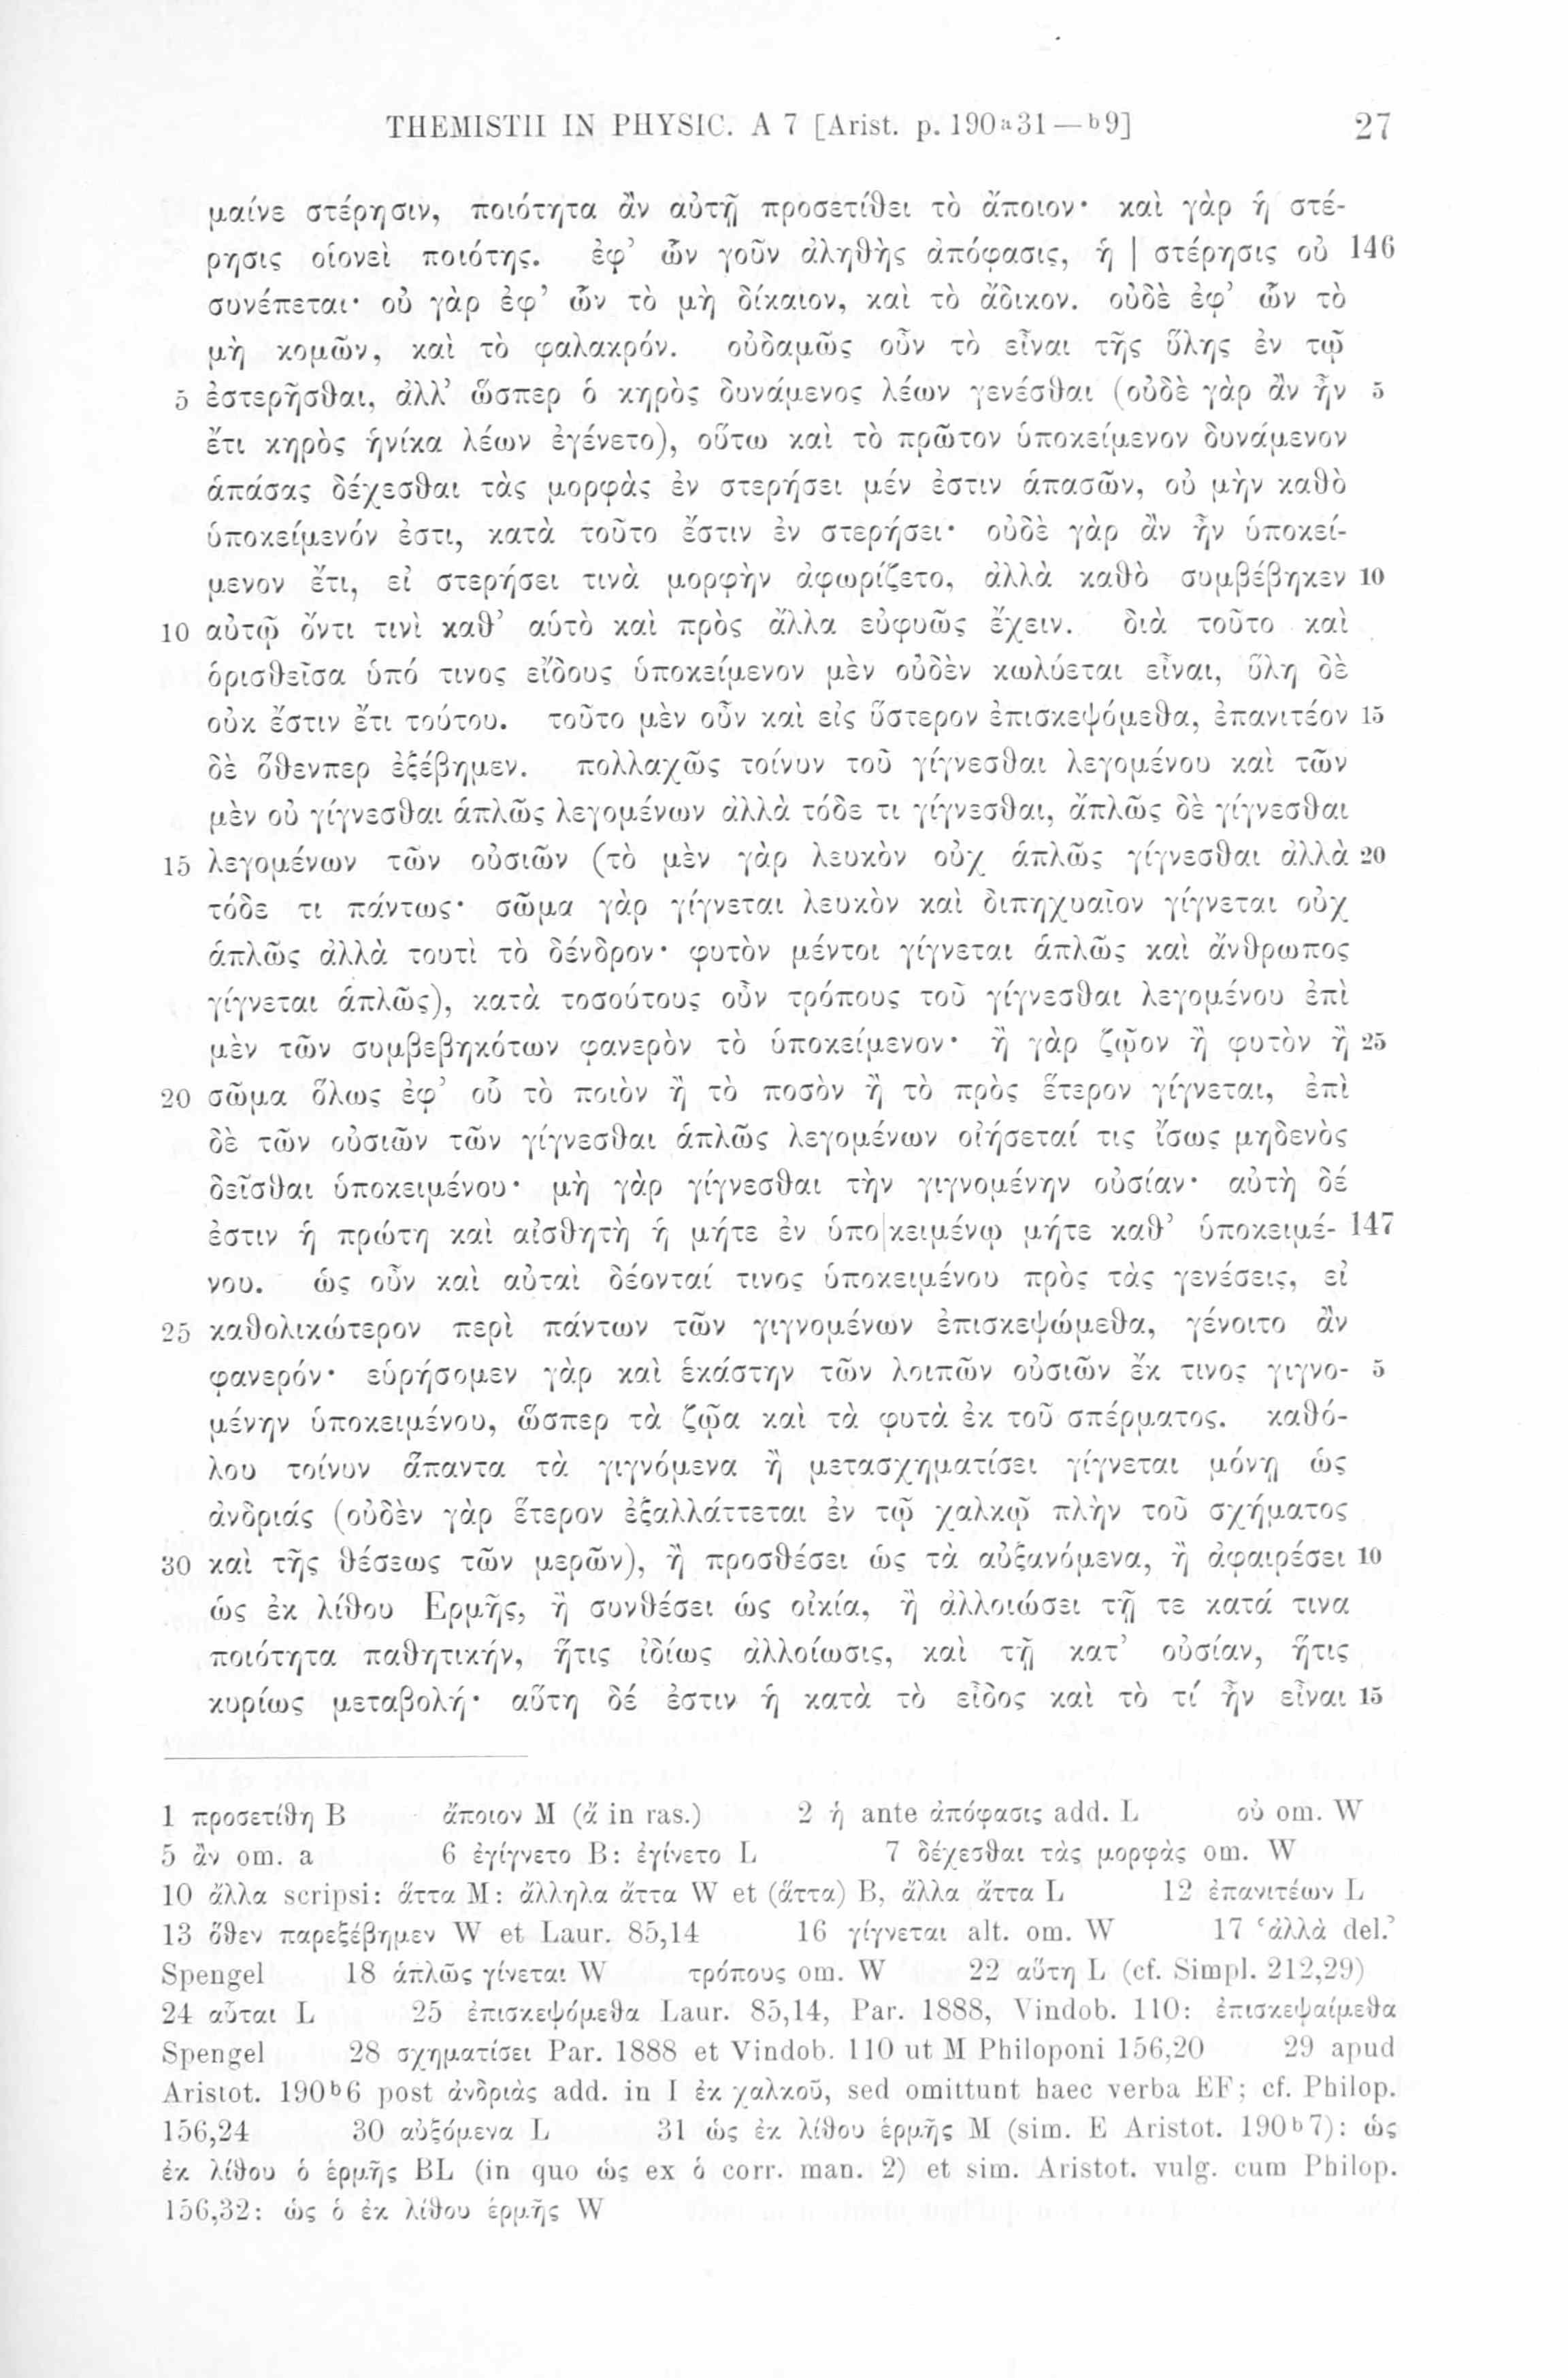 THEMISTII IN PHYSIC. A 7 [Arist. p. 190ᵃ31—ᵇ9] 27
μαίνε στέρησιν, ποιότητα ἂν αὐτῇ προσετίθει τὸ ἄποιον· καὶ γὰρ ἡ στέ-
ρησις οἱονεὶ ποιότης. ἐφ’ ὧν γοῦν ἀληθὴς ἀπόφασις, ἡ | στέρησις οὐ 146
συνέπεται· οὐ γὰρ ἐφ’ ὧν τὸ μὴ δίκαιον, καὶ τὸ ἄδικον. οὐδὲ ἐφ’ ὧν τὸ
μὴ κομῶν, καὶ τὸ φαλακρόν. οὐδαμῶς οὖν τὸ εἶναι τῆς ὕλης ἐν τῷ
5 ἐστερῆσθαι, ἀλλ’ ὥσπερ ὁ κηρὸς δυνάμενος λέων γενέσθαι (οὐδὲ γὰρ ἂν ἦν 5
ἔτι κηρὸς ἡνίκα λέων ἐγένετο), οὕτω καὶ τὸ πρῶτον ὑποκείμενον δυνάμενον
ἁπάσας δέχεσθαι τὰς μορφὰς ἐν στερήσει μέν ἐστιν ἁπασῶν, οὐ μὴν καθὸ
ὑποκείμενόν ἐστι, κατὰ τοῦτο ἔστιν ἐν στερήσει· οὐδὲ γὰρ ἂν ἦν ὑποκεί-
μενον ἔτι, εἰ στερήσει τινὰ μορφὴν ἀφωρίζετο, ἀλλὰ καθὸ συμβέβηκεν 10
10 αὐτῷ ὄντι τινὶ καθ’ αὑτὸ καὶ πρὸς ἄλλα εὐφυῶς ἔχειν. διὰ τοῦτο καὶ
ὁρισθεῖσα ὑπό τινος εἴδους ὑποκείμενον μὲν οὐδὲν κωλύεται εἶναι, ὕλη δὲ
οὐκ ἔστιν ἔτι τούτου. τοῦτο μὲν οὖν καὶ εἰς ὕστερον ἐπισκεψόμεθα, ἐπανιτέον 15
δὲ ὅθενπερ ἐξέβημεν. πολλαχῶς τοίνυν τοῦ γίγνεσθαι λεγομένου καὶ τῶν
μὲν οὐ γίγνεσθαι ἁπλῶς λεγομένων ἀλλὰ τόδε τι γίγνεσθαι, ἅπλῶς δὲ γίγνεσθαι
15 λεγομένων τῶν οὐσιῶν (τὸ μὲν γὰρ λευκὸν οὐχ ἁπλῶς γίγνεσθαι ἀλλὰ 20
τόδε τι πάντως· σῶμα γὰρ γίγνεται λευκὸν καὶ διπηχυαῖον γίγνεται οὐχ
ἁπλῶς ἀλλὰ τουτὶ τὸ δένδρον· φυτὸν μέντοι γίγνεται ἁπλῶς καὶ ἄνθρωπος
γίγνεται ἁπλῶς), κατὰ τοσούτους οὖν τρόπους τοῦ γίγνεσθαι λεγομένου ἐπὶ
μὲν τῶν συμβεβηκότων φανερὸν τὸ ὑποκείμενον· ἢ γὰρ ζῷον ἢ φυτὸν ἢ 25
20 σῶμα ὅλως ἐφ’ οὗ τὸ ποιὸν ἢ τὸ ποσὸν ἢ τὸ πρὸς ἕτερον γίγνεται, ἐπὶ
δὲ τῶν οὐσιῶν τῶν γίγνεσθαι ἁπλῶς λεγομένων οἰήσεταί τις ἴσως μηδενὸς
δεῖσθαι ὑποκειμένου· μὴ γὰρ γίγνεσθαι τὴν γιγνομένην οὐσίαν· αὐτὴ δέ
ἐστιν ἡ πρώτη καὶ αἰσθητὴ ἡ μήτε ἐν ὑπο|κειμένῳ μήτε καθ’ ὑποκειμέ- 147
νου. ὡς οὖν καὶ αὐταὶ δέονταί τινος ὑποκειμένου πρὸς τὰς γενέσεις, εἰ
25 καθολικώτερον περὶ πάντων τῶν γιγνομένων ἐπισκεψώμεθα, γένοιτο ἂν
φανερόν· εὑρήσομεν γὰρ καὶ ἑκάστην τῶν λοιπῶν οὐσιῶν ἔκ τινος γιγνο- 5
μένην ὑποκειμένου, ὥσπερ τὰ ζῷα καὶ τὰ φυτὰ ἐκ τοῦ σπέρματος. καθό-
λου τοίνυν ἅπαντα τὰ γιγνόμενα ἢ μετασχηματίσει γίγνεται μόνῃ ὡς
ἀνδριάς (οὐδὲν γὰρ ἕτερον ἐξαλλάττεται ἐν τῷ χαλκῷ πλὴν τοῦ σχήματος
30 καὶ τῆς θέσεως τῶν μερῶν), ἢ προσθέσει ὡς τὰ αὐξανόμενα, ἢ ἀφαιρέσει 10
ὡς ἐκ λίθου Ερμῆς, ἢ συνθέσει ὡς οἰκία, ἢ ἀλλοιώσει τῇ τε κατά τινα
ποιότητα παθητικήν, ἥτις ἰδίως ἀλλοίωσις, καὶ τῇ κατ’ οὐσίαν, ἥτις
κυρίως μεταβολή· αὕτη δέ ἐστιν ἡ κατὰ τὸ εἶδος καὶ τὸ τί ἦν εἶναι 15
1 προσετίθη B ἄποιον M (ἄ in ras.) 2 ἡ ante ἀπόφασις add. L οὐ om. W
5 ἂν om. a 6 ἐγίγνετο B: ἐγίνετο L 7 δέχεσθαι τὰς μορφὰς om. W
10 ἄλλα scripsi: ἅττα M: ἄλληλα ἄττα W et (ἅττα) B, ἄλλα ἄττα L 12 ἐπανιτέων L
13 ὅθεν παρεξέβημεν W et Laur. 85,14 16 γίγνεται alt. om. W 17 ‘ἀλλὰ del.’
Spengel 18 ἁπλῶς γίνεται W τρόπους om. W 22 αὕτη L (cf. Simpl. 212,29)
24 αὗται L 25 ἐπισκεψόμεθα Laur. 85,14, Par. 1888, Vindob. 110: ἐπισκεψαίμεθα
Spengel 28 σχηματίσει Par. 1888 et Vindob. 110 ut M Philoponi 156,20 29 apud
Aristot. 190ᵇ6 post ἀνδριὰς add. in I ἐκ χαλκοῦ, sed omittunt haec verba EF; cf. Philop.
156,24 30 αὐξόμενα L 31 ὡς ἐκ λίθου ἑρμῆς M (sim. E Aristot. 190ᵇ7): ὡς
ἐκ λίθου ὁ ἑρμῆς BL (in quo ὡς ex ὁ corr. man. 2) et sim. Aristot. vulg. cum Philop.
156,32: ὡς ὁ ἐκ λίθου ἑρμῆς W